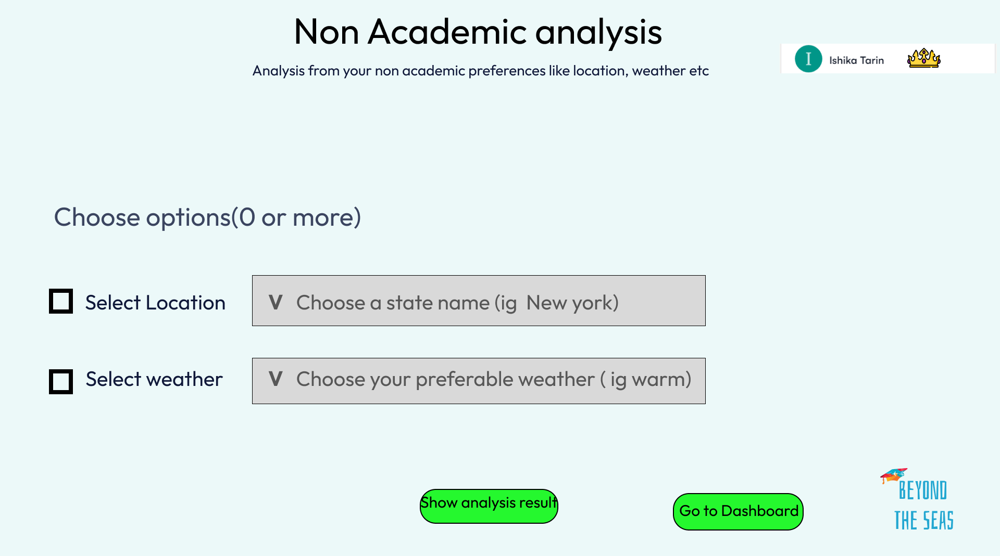 Non Academic analysis
Analysis from your non academic preferences like location, weather etc
I Ishika Tarin
Choose options(0 or more)
Select Location V Choose a state name (ig  New york)
Select weather V Choose your preferable weather ( ig warm)
Show analysis result
Go to Dashboard
BEYOND
THE SEAS